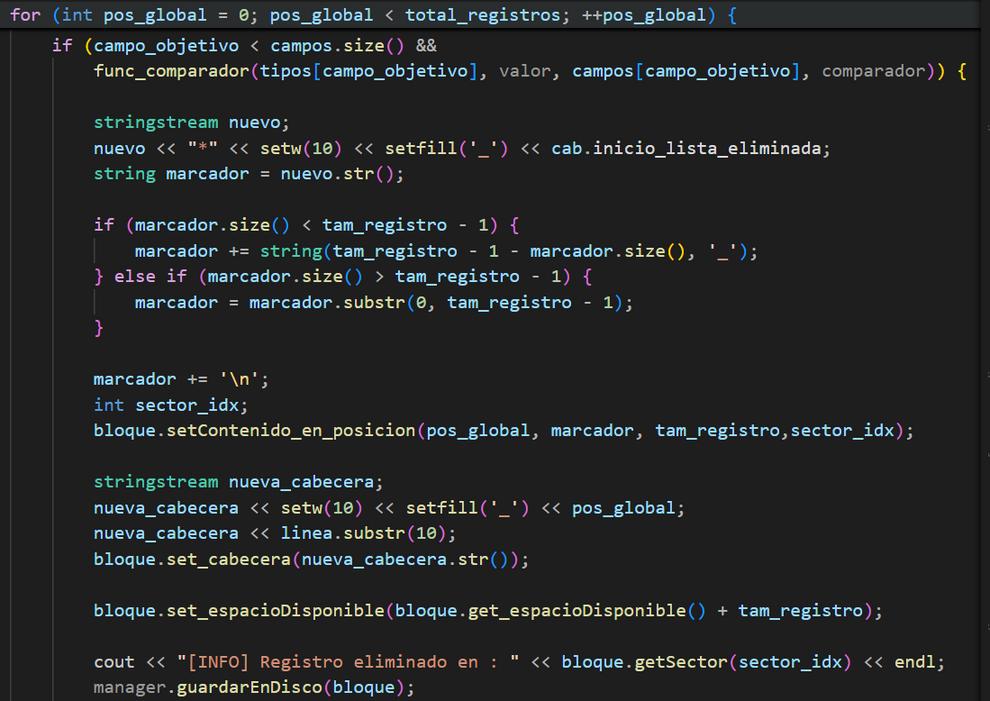 for (int pos_global = 0; pos_global < total_registros; ++pos_global) {
if (campo_objetivo < campos.size() &&
func_comparador(tipos[campo_objetivo], valor, campos[campo_objetivo], comparador)) {
stringstream nuevo;
nuevo << "*" << setw(10) << setfill('_') << cab.inicio_lista_eliminada;
string marcador = nuevo.str();
if (marcador.size() < tam_registro - 1) {
marcador += string(tam_registro - 1 - marcador.size(), '_');
} else if (marcador.size() > tam_registro - 1) {
marcador = marcador.substr(0, tam_registro - 1);
}
marcador += '\n';
int sector_idx;
bloque.setContenido_en_posicion(pos_global, marcador, tam_registro,sector_idx);
stringstream nueva_cabecera;
nueva_cabecera << setw(10) << setfill('_') << pos_global;
nueva_cabecera << linea.substr(10);
bloque.set_cabecera(nueva_cabecera.str());
bloque.set_espacioDisponible(bloque.get_espacioDisponible() + tam_registro);
cout << "[INFO] Registro eliminado en : " << bloque.getSector(sector_idx) << endl;
manager.guardarEnDisco(bloque);